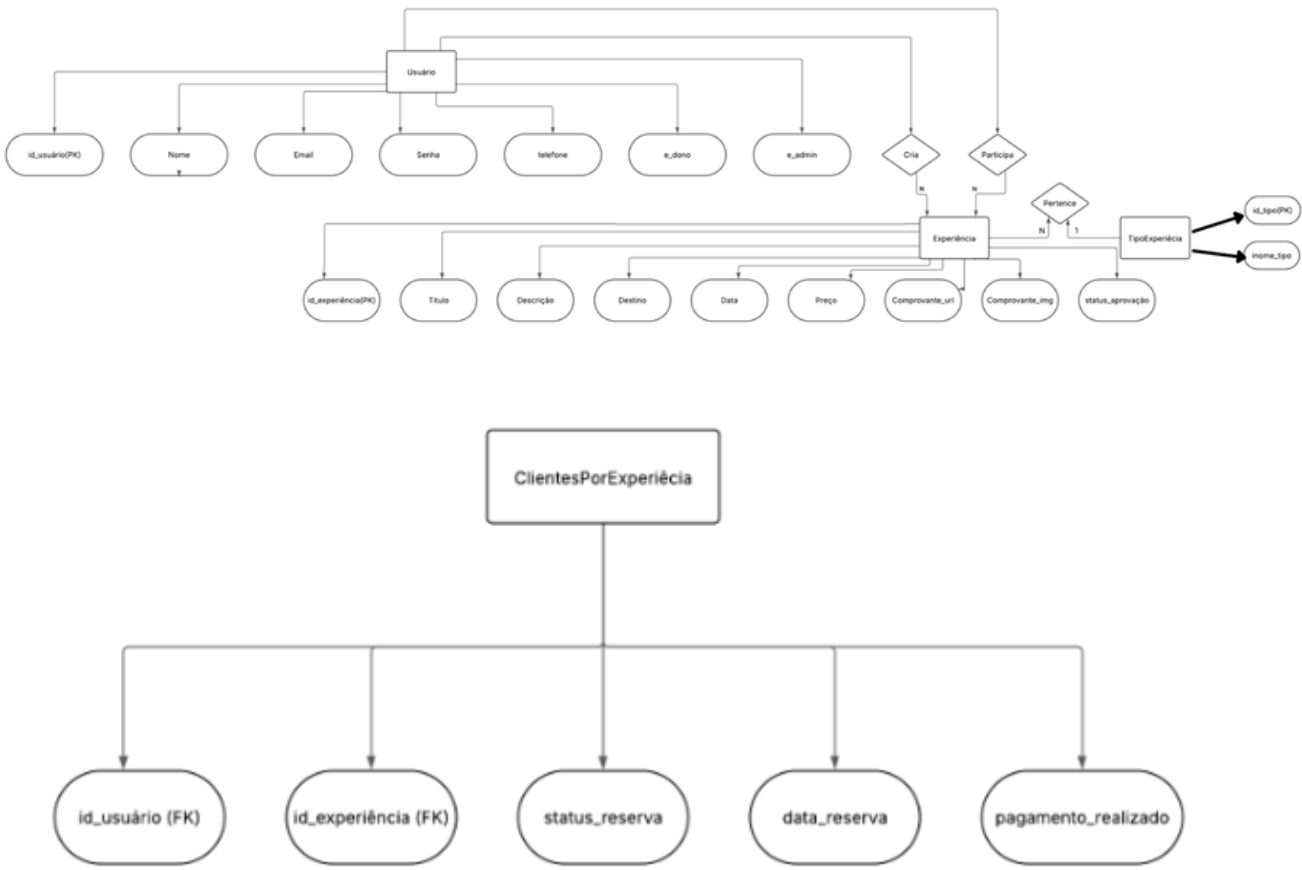 Usuário
id_usuário(PK)
Nome
Email
Senha
telefone
e_dono
e_admin
Cria
Participa
N
N
Pertence
N
1
Experiência
TipoExperiêcia
id_tipo(PK)
inome_tipo
id_experiência(PK)
Título
Descrição
Destino
Data
Preço
Comprovante_url
Comprovante_img
status_aprovação
ClientesPorExperiêcia
id_usuário (FK)
id_experiência (FK)
status_reserva
data_reserva
pagamento_realizado